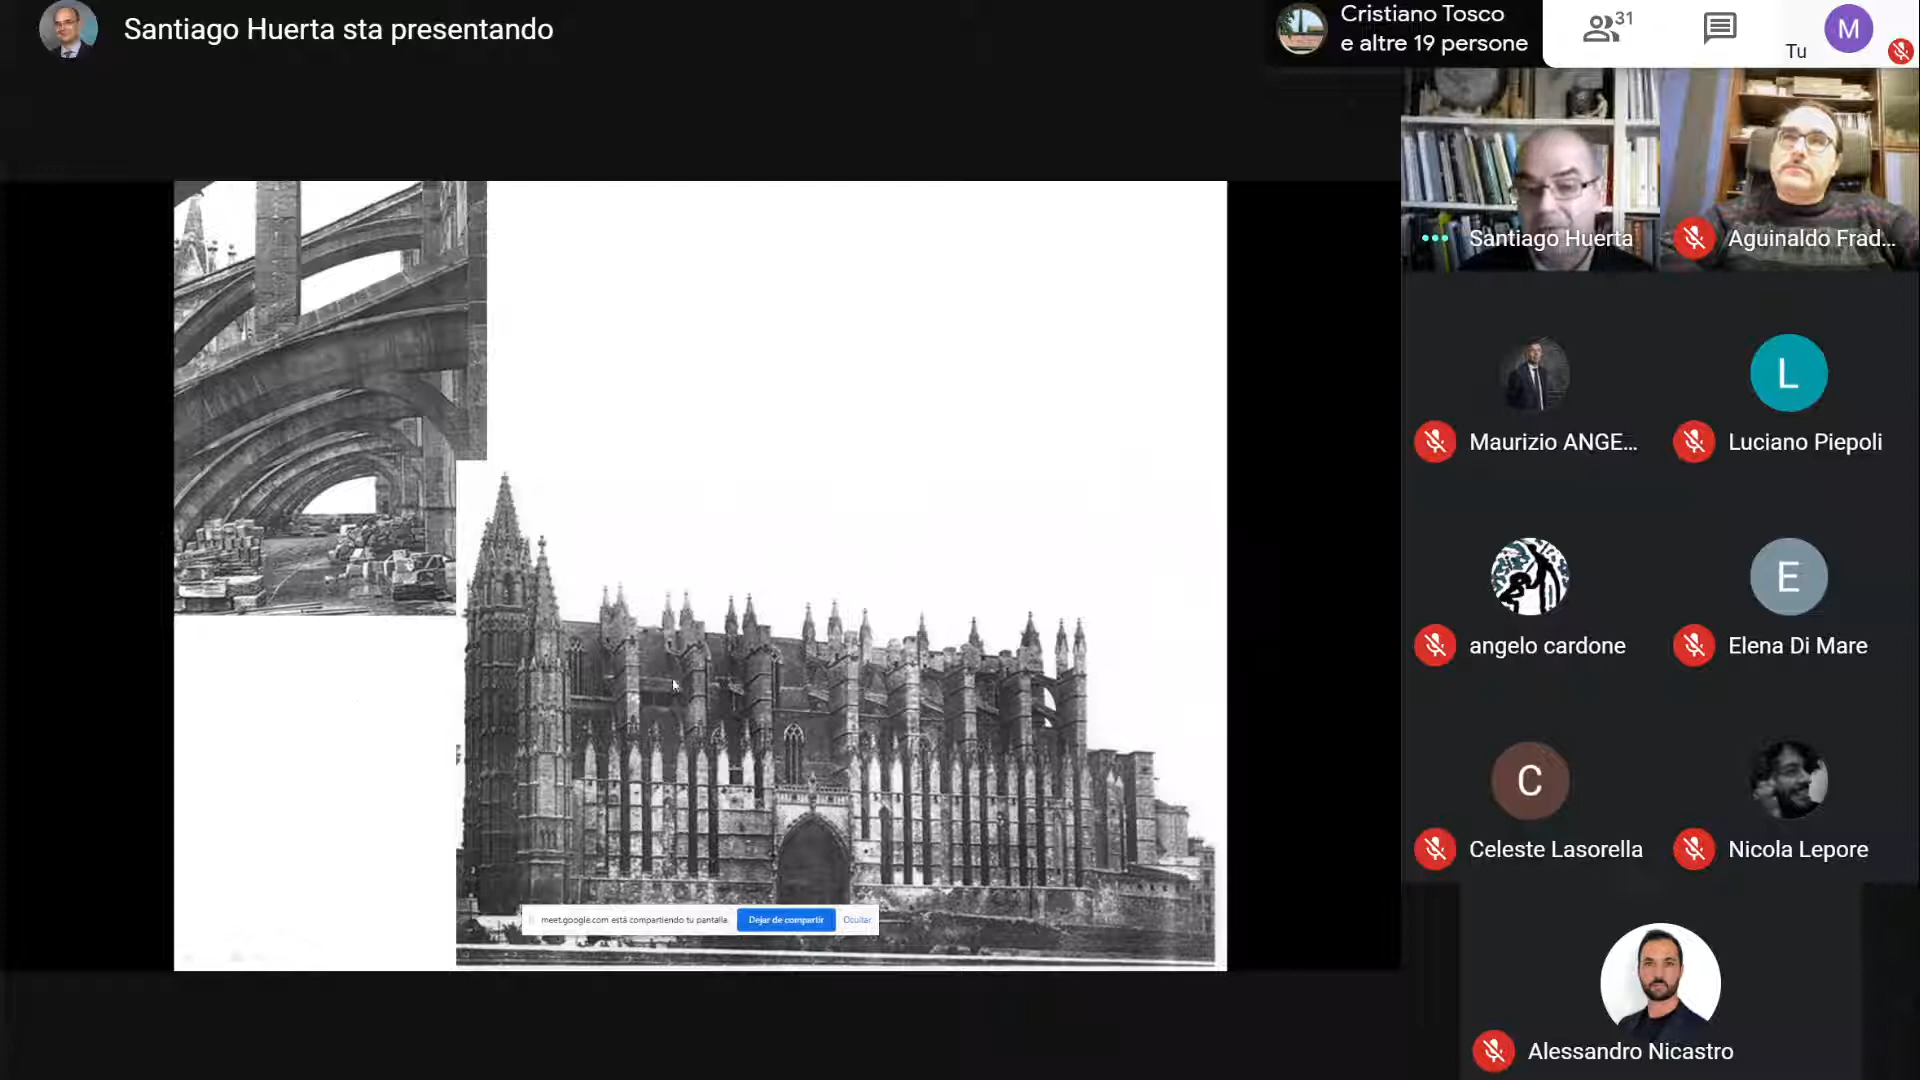 Santiago Huerta sta presentando
Cristiano Tosco
e altre 19 persone
31
Tu
M
Santiago Huerta
Aguinaldo Frad...
Maurizio ANGE...
L
Luciano Piepoli
angelo cardone
E
Elena Di Mare
C
Celeste Lasorella
Nicola Lepore
meet.google.com está compartiendo tu pantalla.
Dejar de compartir
Ocultar
Alessandro Nicastro